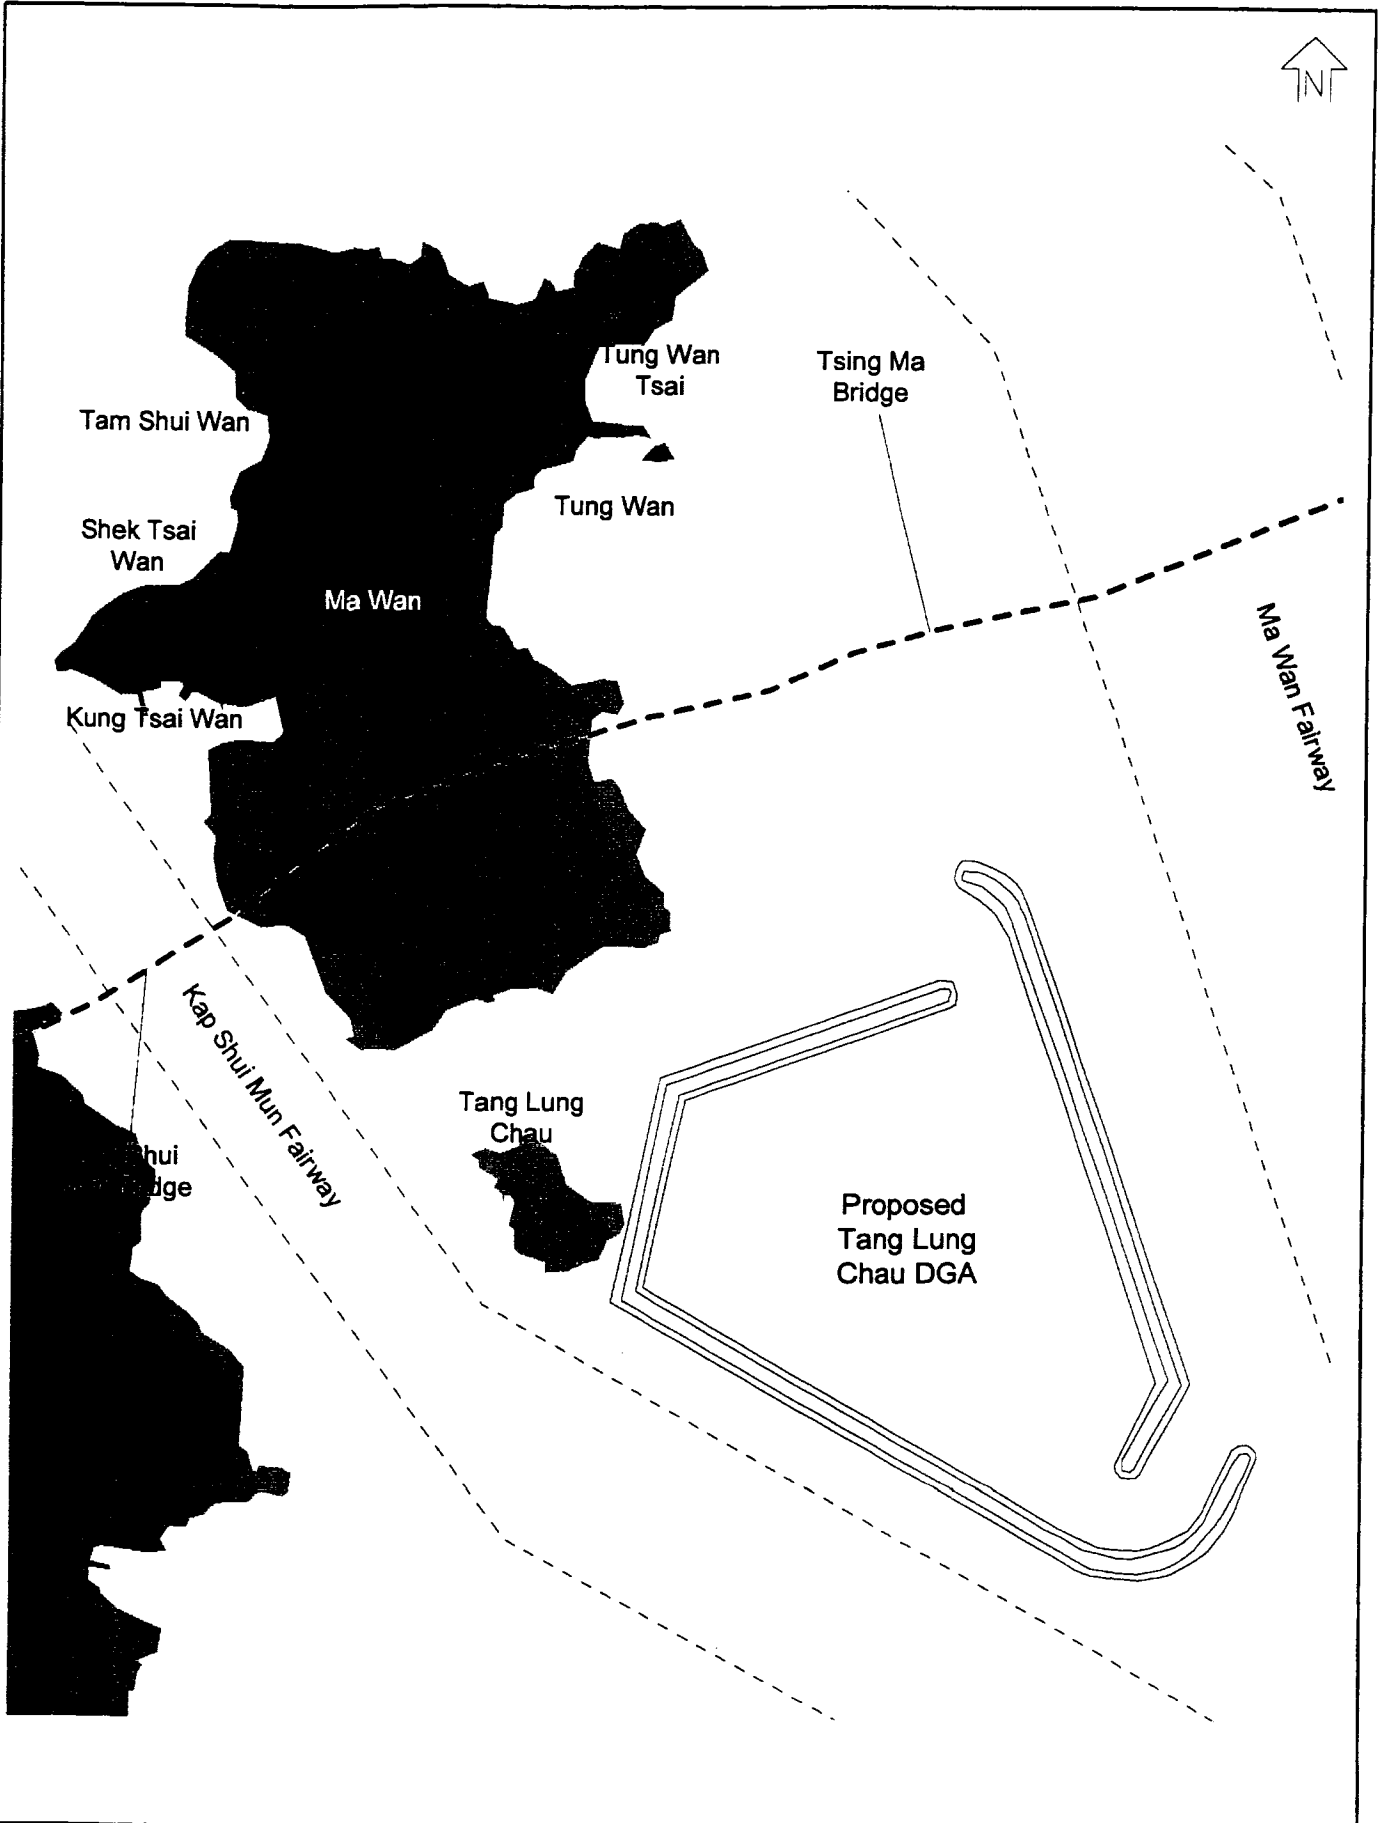 N
Tung Wan
Tsai
Tsing Ma
Bridge
Tam Shui Wan
Tung Wan
Shek Tsai
Wan
Ma Wan
Ma Wan Fairway
Kung Tsai Wan
Kap Shui Mun Fairway
Tang Lung
Chau
Proposed
Tang Lung
Chau DGA